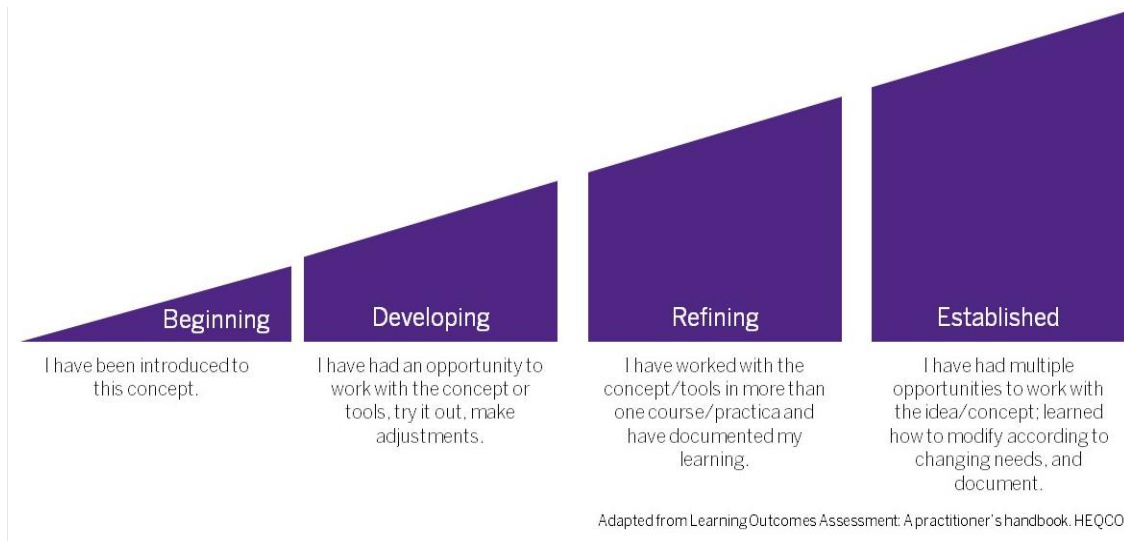 Beginning
I have been introduced to
this concept.
Developing
I have had an opportunity to
work with the concept or
tools, try it out, make
adjustments.
Refining
I have worked with the
concept/tools in more than
one course/practica and
have documented my
learning.
Established
I have had multiple
opportunities to work with
the idea/concept; learned
how to modify according to
changing needs, and
document.
Adapted from Learning Outcomes Assessment: A practitioner's handbook. HEQCO